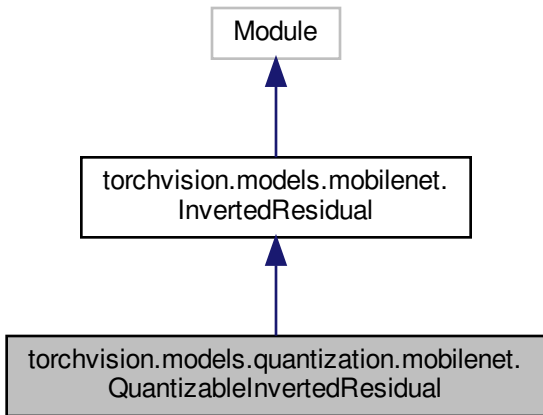 Module
torchvision.models.mobilenet.
InvertedResidual
torchvision.models.quantization.mobilenet.
QuantizableInvertedResidual